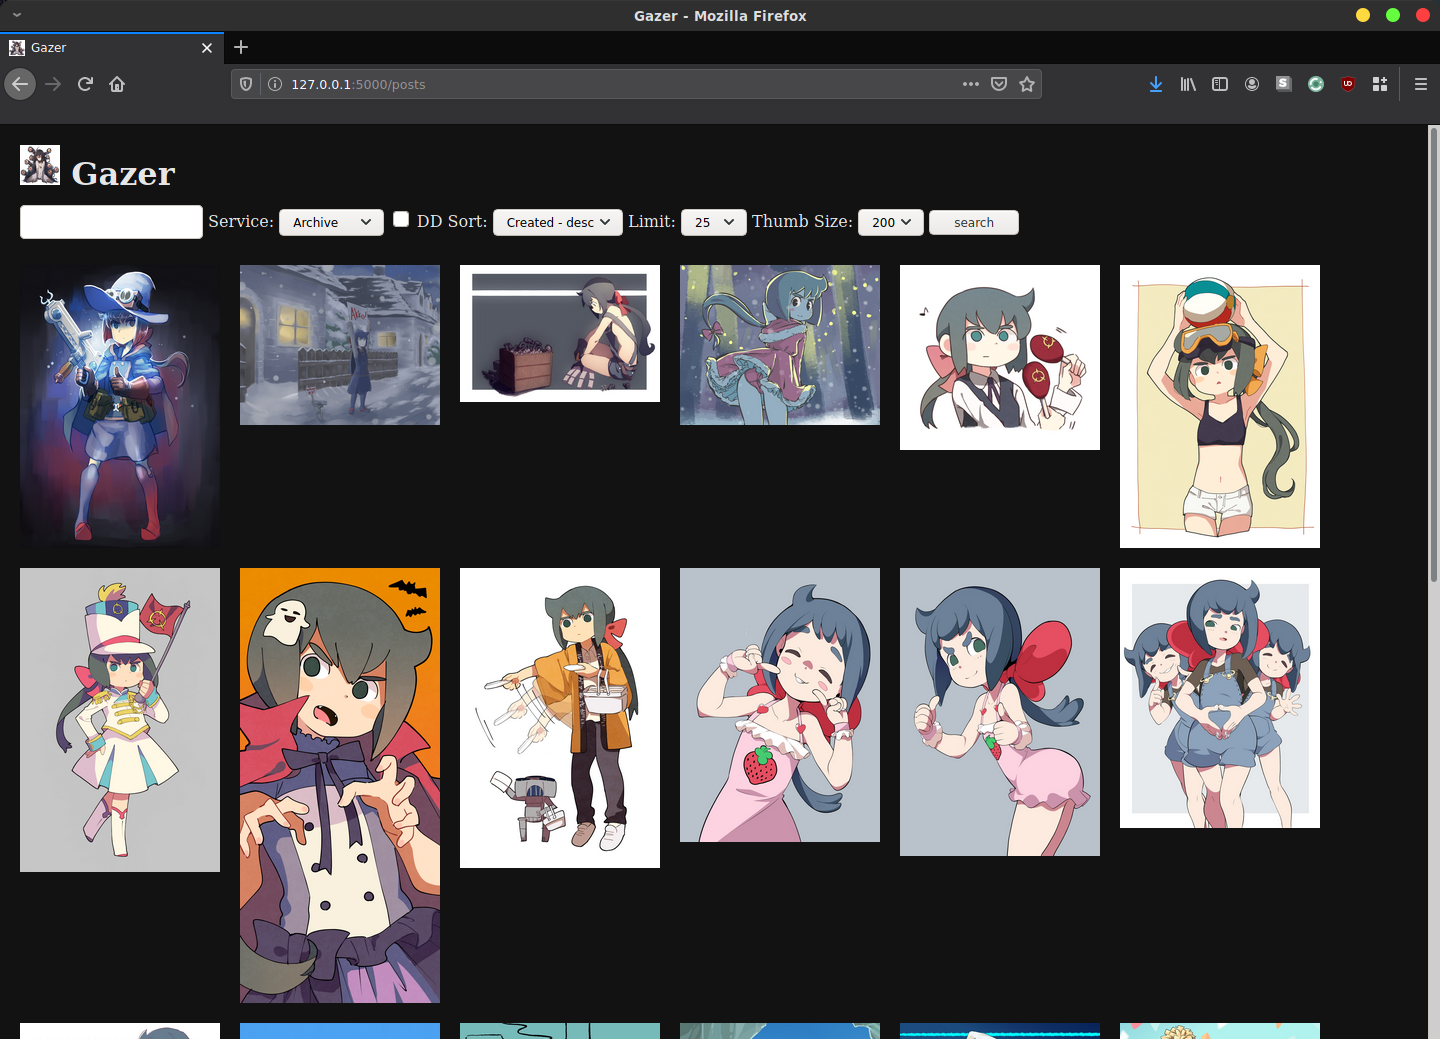 Gazer - Mozilla Firefox
Gazer
127.0.0.1:5000/posts
Gazer
Service: Archive DD Sort: Created - desc Limit: 25 Thumb Size: 200 search